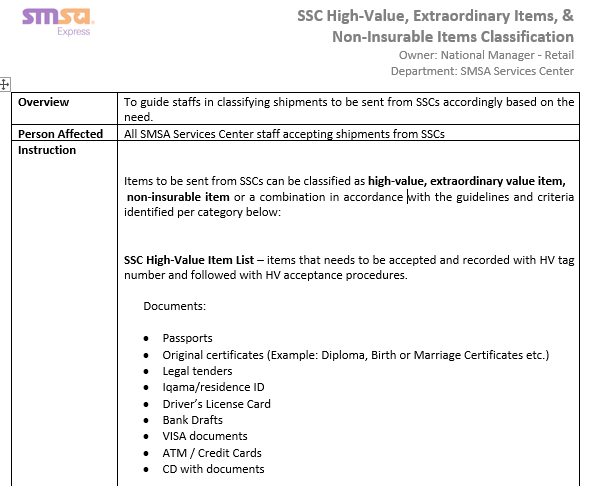 smsa
Express
SSC High-Value, Extraordinary Items, &
Non-Insurable Items Classification
Owner: National Manager - Retail
Department: SMSA Services Center
Overview
To guide staffs in classifying shipments to be sent from SSCs accordingly based on the
need.
Person Affected
All SMSA Services Center staff accepting shipments from SSCs
Instruction
Items to be sent from SSCs can be classified as high-value, extraordinary value item,
non-insurable item or a combination in accordance with the guidelines and criteria
identified per category below:
SSC High-Value Item List – items that needs to be accepted and recorded with HV tag
number and followed with HV acceptance procedures.
Documents:
• Passports
• Original certificates (Example: Diploma, Birth or Marriage Certificates etc.)
• Legal tenders
• Iqama/residence ID
• Driver's License Card
• Bank Drafts
• VISA documents
• ATM / Credit Cards
• CD with documents